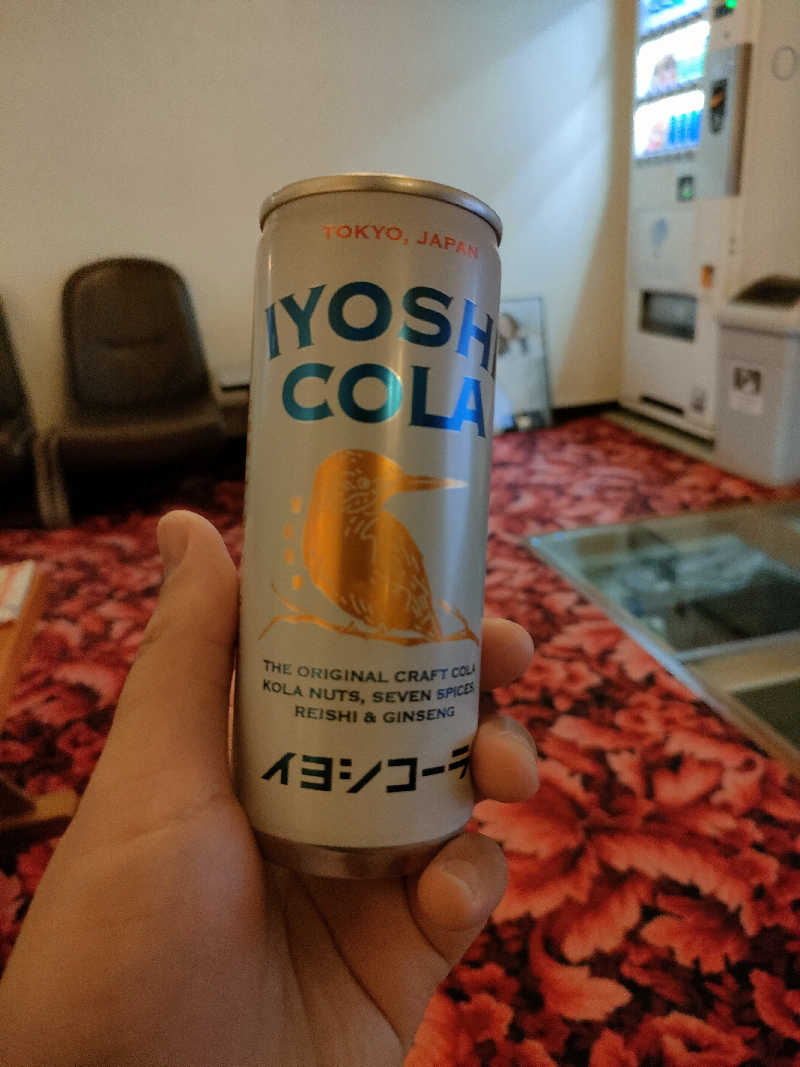 TOKYO, JAPAN
IYOSHI
COLA
THE ORIGINAL CRAFT COLA
KOLA NUTS, SEVEN SPICES,
REISHI & GINSENG
イヨシコーラ